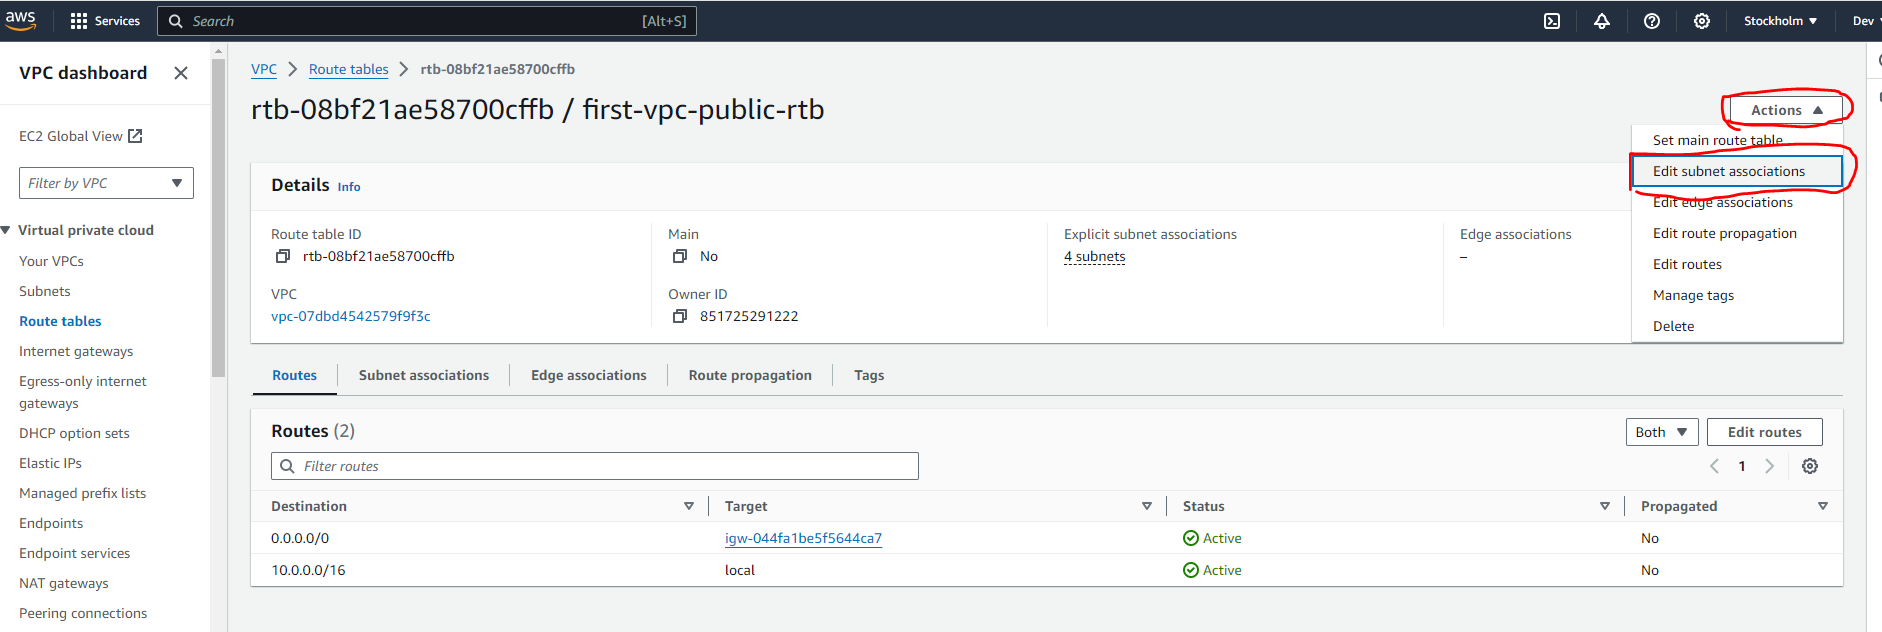 aws
Services
Search
[Alt+S]
Stockholm
Dev
VPC dashboard
EC2 Global View
Filter by VPC
Virtual private cloud
Your VPCs
Subnets
Route tables
Internet gateways
Egress-only internet
gateways
DHCP option sets
Elastic IPs
Managed prefix lists
Endpoints
Endpoint services
NAT gateways
Peering connections
VPC
Route tables
rtb-08bf21ae58700cffb
rtb-08bf21ae58700cffb / first-vpc-public-rtb
Actions
Set main route table
Edit subnet associations
Edit edge associations
Edit route propagation
Edit routes
Manage tags
Delete
Details Info
Route table ID
rtb-08bf21ae58700cffb
Main
No
Explicit subnet associations
4 subnets
Edge associations
–
VPC
vpc-07dbd4542579f9f3c
Owner ID
851725291222
Routes
Subnet associations
Edge associations
Route propagation
Tags
Routes (2)
Both
Edit routes
Filter routes
1
Destination Target Status Propagated
0.0.0.0/0 igw-044fa1be5f5644ca7 Active No
10.0.0.0/16 local Active No